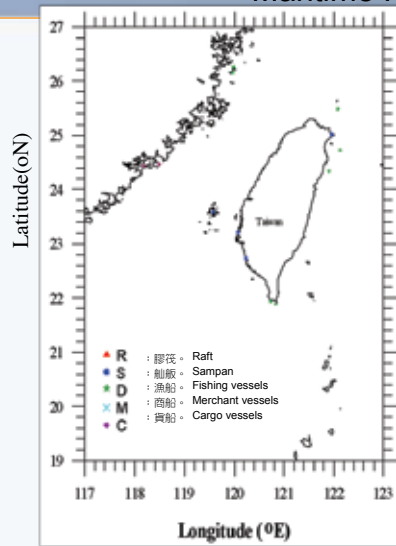 27
26
25
24
23
22
21
20
19
Latitude(oN)
Taiwan
R :膠筏。 Raft
S :舢舨。 Sampan
D :漁船。 Fishing vessels
M :商船。 Merchant vessels
C :貨船。 Cargo vessels
117 118 119 120 121 122 123
Longitude (ºE)